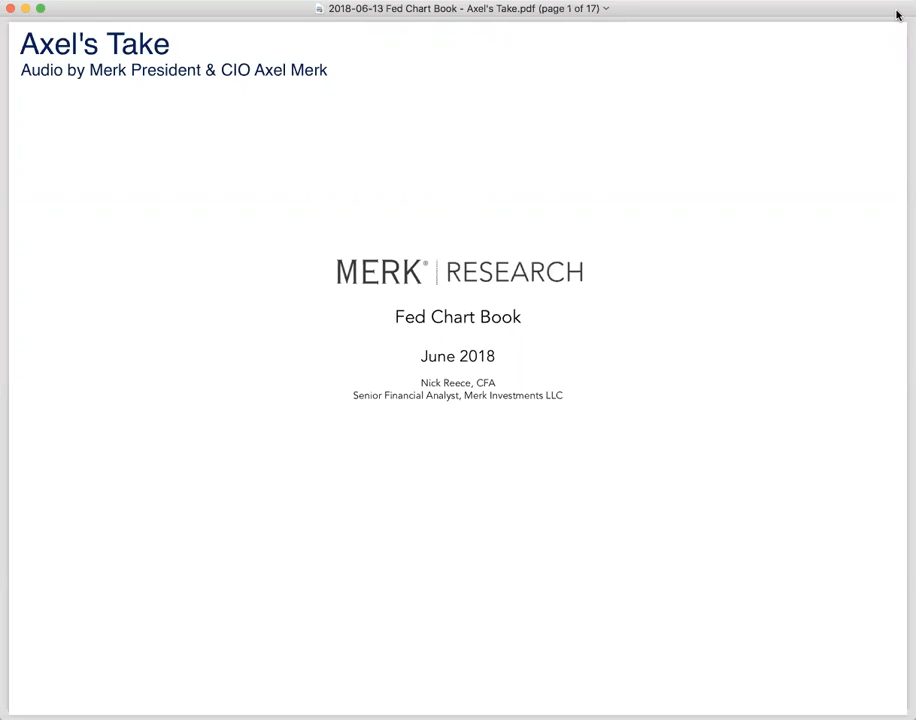 2018-06-13 Fed Chart Book - Axel's Take.pdf (page 1 of 17)
Axel's Take
Audio by Merk President & CIO Axel Merk
MERK® | RESEARCH
Fed Chart Book
June 2018
Nick Reece, CFA
Senior Financial Analyst, Merk Investments LLC